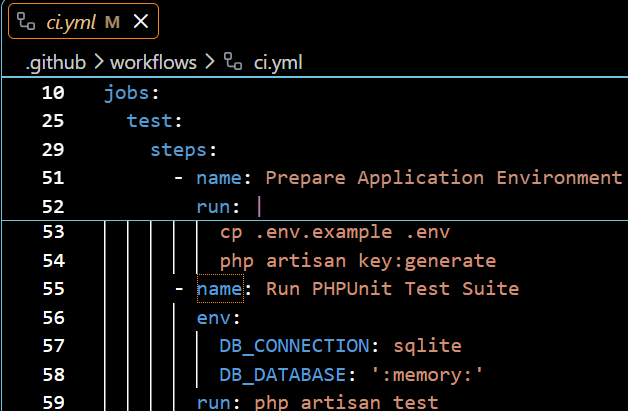 ci.yml M
.github > workflows > ci.yml
10 jobs:
25 test:
29 steps:
51 - name: Prepare Application Environment
52 run: |
53 cp .env.example .env
54 php artisan key:generate
55 - name: Run PHPUnit Test Suite
56 env:
57 DB_CONNECTION: sqlite
58 DB_DATABASE: ':memory:'
59 run: php artisan test